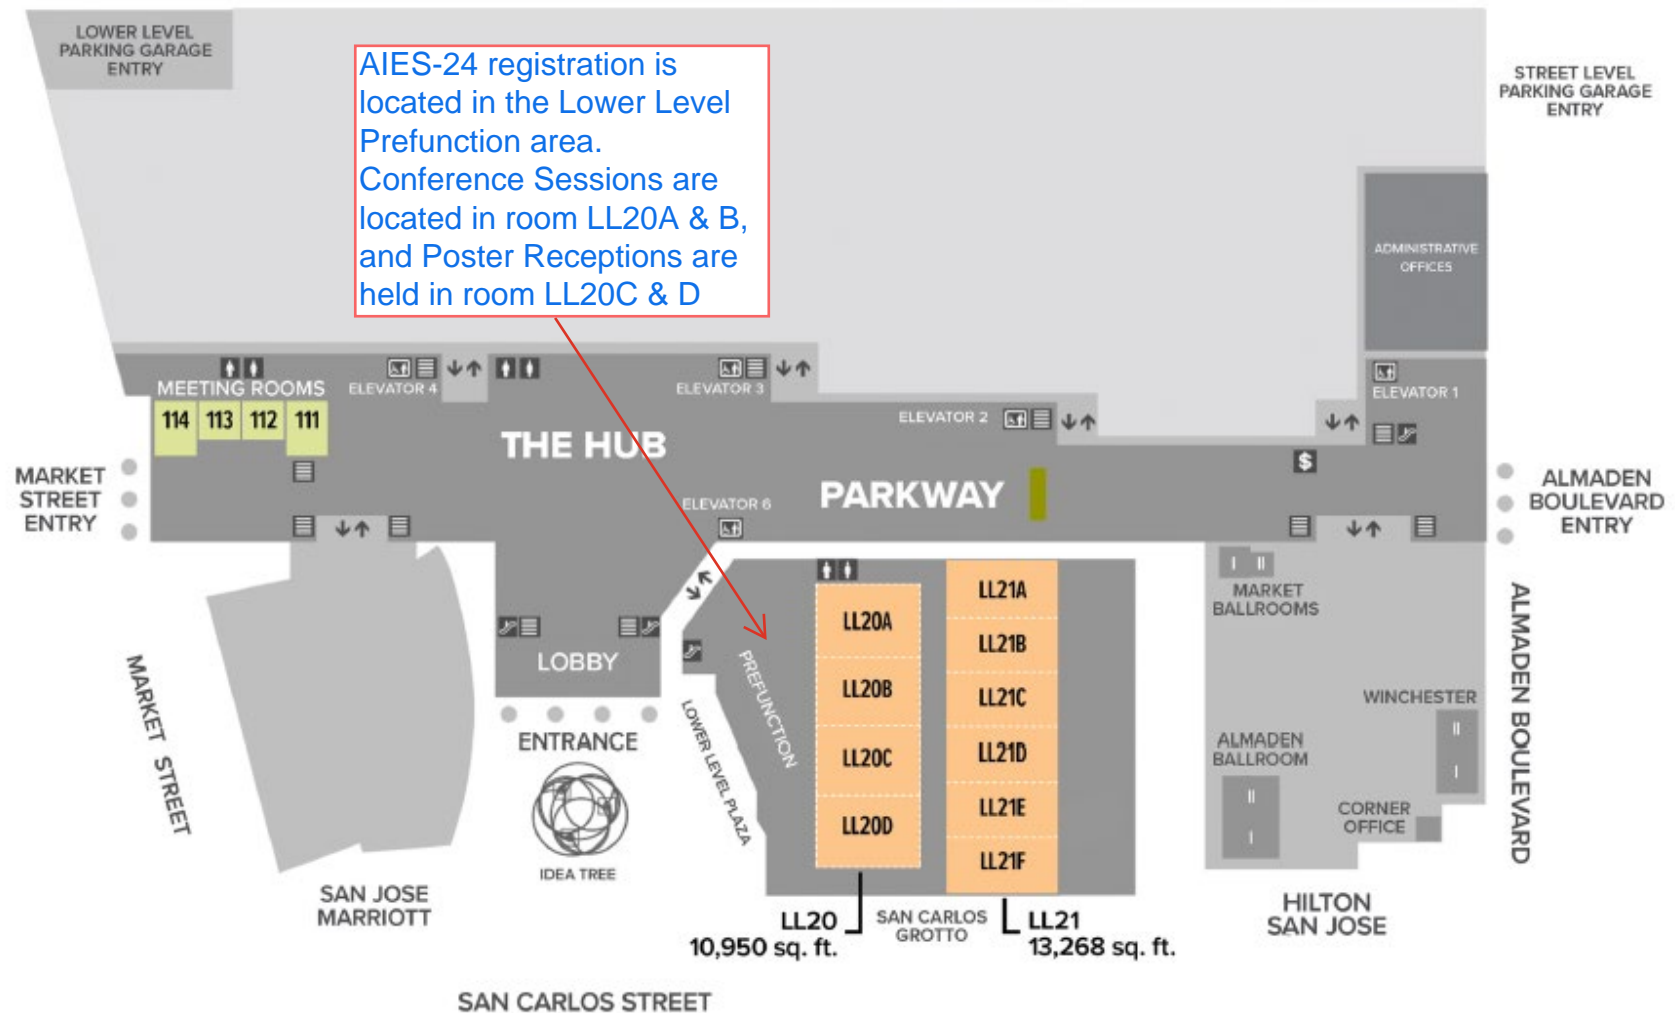 LOWER LEVEL
PARKING GARAGE
ENTRY
AIES-24 registration is
located in the Lower Level
Prefunction area.
Conference Sessions are
located in room LL20A & B,
and Poster Receptions are
held in room LL20C & D
STREET LEVEL
PARKING GARAGE
ENTRY
ADMINISTRATIVE
OFFICES
MEETING ROOMS
114
113
112
111
ELEVATOR 4
ELEVATOR 3
ELEVATOR 2
ELEVATOR 1
THE HUB
$
MARKET
STREET
ENTRY
ELEVATOR 6
PARKWAY
ALMADEN
BOULEVARD
ENTRY
LOBBY
ENTRANCE
IDEA TREE
PREFUNCTION
LOWER LEVEL PLAZA
LL20A
LL20B
LL20C
LL20D
LL21A
LL21B
LL21C
LL21D
LL21E
LL21F
I II
MARKET
BALLROOMS
WINCHESTER
II
I
ALMADEN
BALLROOM
II
I
CORNER
OFFICE
ALMADEN BOULEVARD
MARKET STREET
SAN JOSE
MARRIOTT
LL20
10,950 sq. ft.
SAN CARLOS
GROTTO
LL21
13,268 sq. ft.
HILTON
SAN JOSE
SAN CARLOS STREET